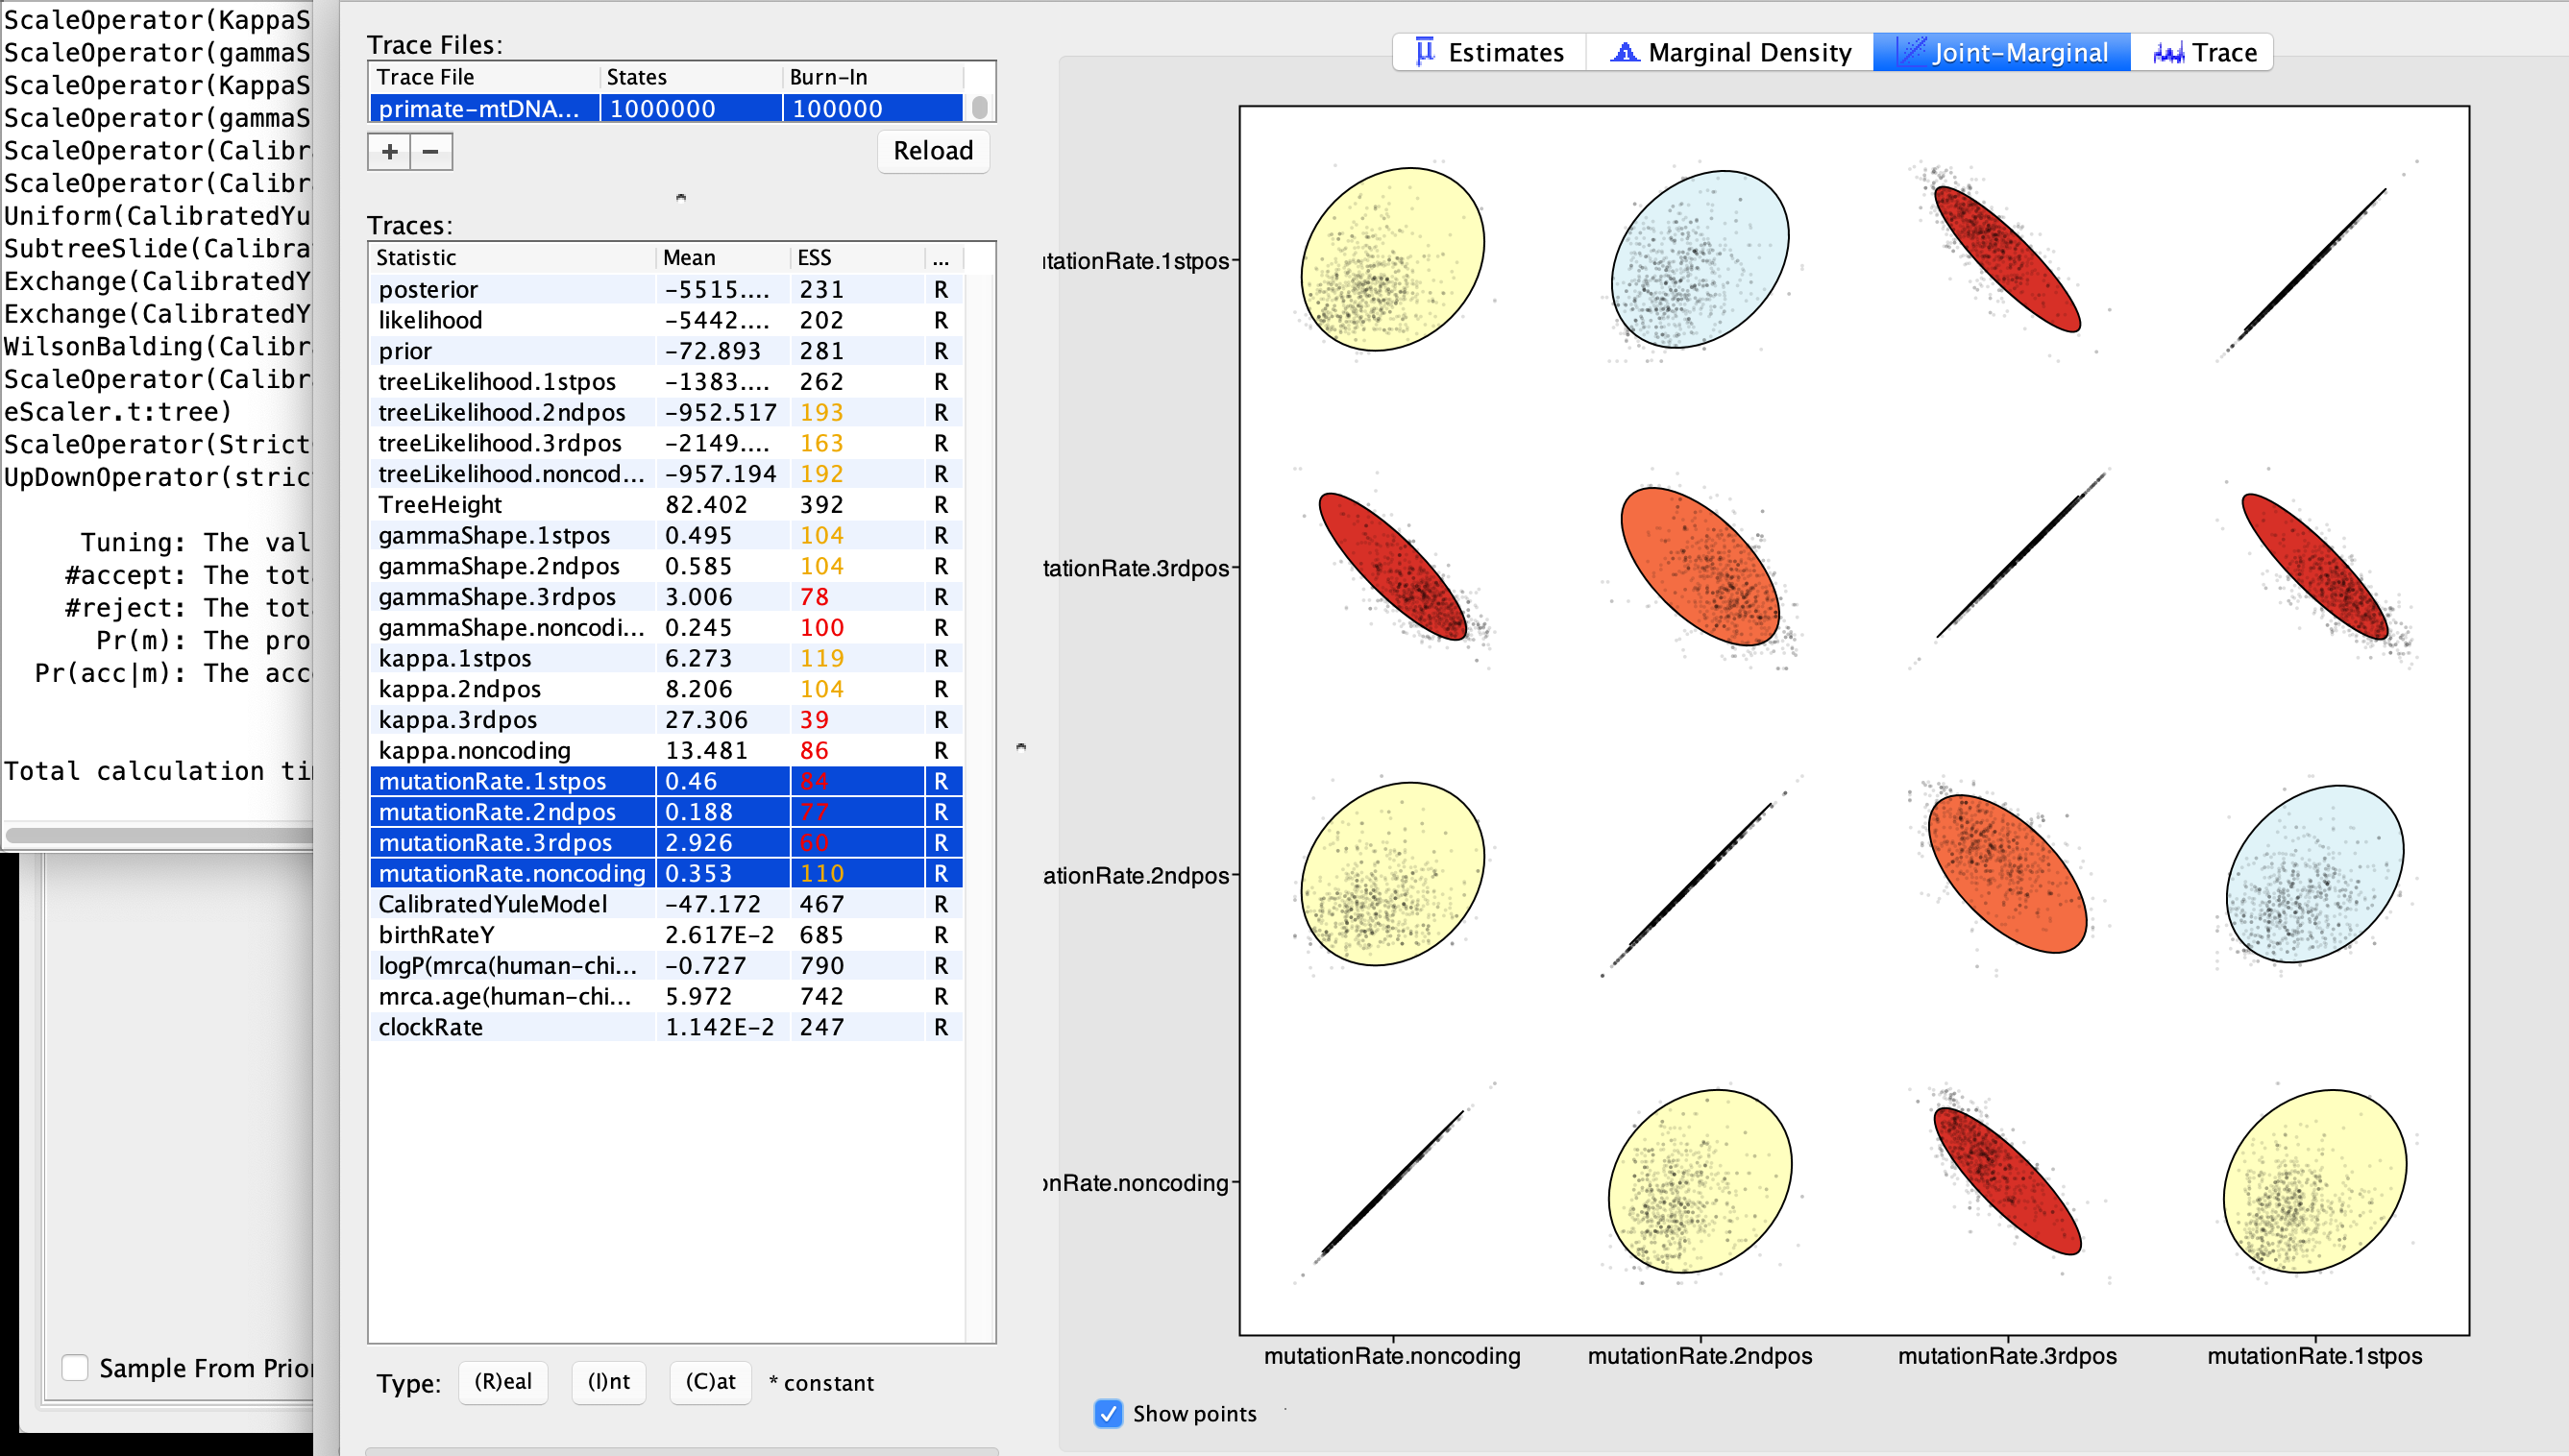 ScaleOperator(KappaS
ScaleOperator(gammaS
ScaleOperator(KappaS
ScaleOperator(gammaS
ScaleOperator(Calibr
ScaleOperator(Calibr
Uniform(CalibratedYu
SubtreeSlide(Calibra
Exchange(CalibratedY
Exchange(CalibratedY
WilsonBalding(Calibr
ScaleOperator(Calibr
eScaler.t:tree)
ScaleOperator(Strict
UpDownOperator(stric
Tuning: The val
#accept: The tot
#reject: The tot
Pr(m): The pro
Pr(acc|m): The acc
Total calculation ti
Sample From Prio
Trace Files:
Trace File States Burn-In
primate-mtDNA... 1000000 100000
+ −
Reload
Traces:
Statistic Mean ESS ...
posterior -5515.... 231 R
likelihood -5442.... 202 R
prior -72.893 281 R
treeLikelihood.1stpos -1383.... 262 R
treeLikelihood.2ndpos -952.517 193 R
treeLikelihood.3rdpos -2149.... 163 R
treeLikelihood.noncod... -957.194 192 R
TreeHeight 82.402 392 R
gammaShape.1stpos 0.495 104 R
gammaShape.2ndpos 0.585 104 R
gammaShape.3rdpos 3.006 78 R
gammaShape.noncodi... 0.245 100 R
kappa.1stpos 6.273 119 R
kappa.2ndpos 8.206 104 R
kappa.3rdpos 27.306 39 R
kappa.noncoding 13.481 86 R
mutationRate.1stpos 0.46 84 R
mutationRate.2ndpos 0.188 77 R
mutationRate.3rdpos 2.926 60 R
mutationRate.noncoding 0.353 110 R
CalibratedYuleModel -47.172 467 R
birthRateY 2.617E-2 685 R
logP(mrca(human-chi... -0.727 790 R
mrca.age(human-chi... 5.972 742 R
clockRate 1.142E-2 247 R
Type: (R)eal (I)nt (C)at * constant
Estimates Marginal Density Joint-Marginal Trace
tationRate.1stpos
tationRate.3rdpos
ationRate.2ndpos
nRate.noncoding
mutationRate.noncoding mutationRate.2ndpos mutationRate.3rdpos mutationRate.1stpos
Show points